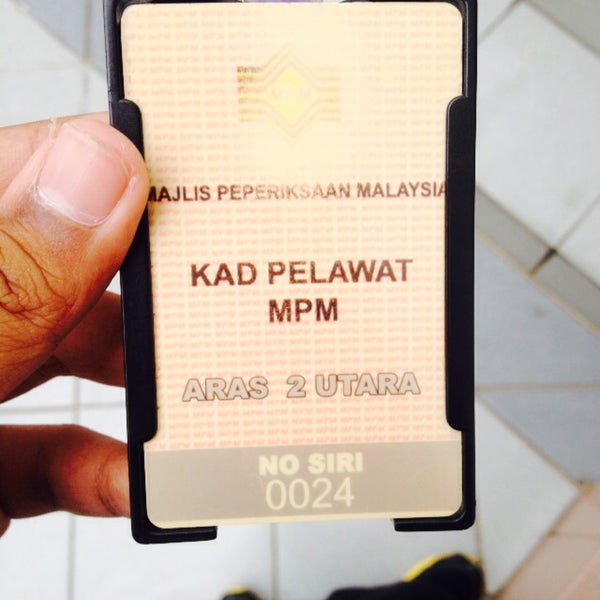 MAJLIS PEPERIKSAAN MALAYSIA
KAD PELAWAT
MPM
ARAS 2 UTARA
NO SIRI
0024